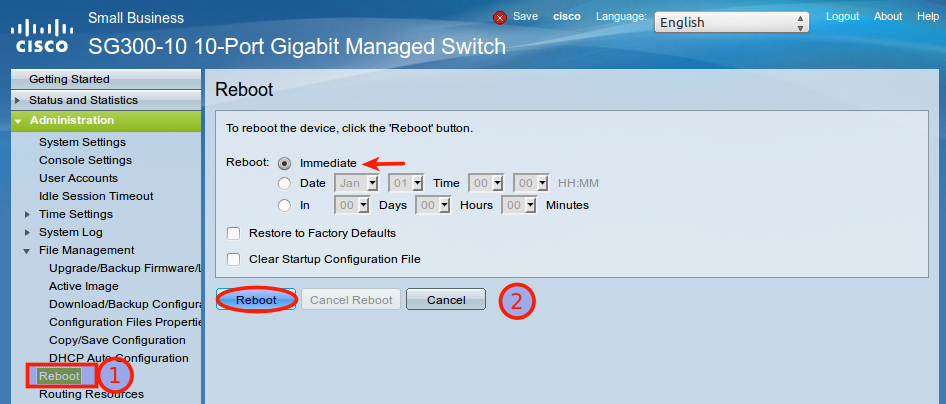 Small Business
Save cisco Language: English Logout About Help
CISCO
SG300-10 10-Port Gigabit Managed Switch
Getting Started
Status and Statistics
Administration
System Settings
Console Settings
User Accounts
Idle Session Timeout
Time Settings
System Log
File Management
Upgrade/Backup Firmware/L
Active Image
Download/Backup Configura
Configuration Files Propertie
Copy/Save Configuration
DHCP Auto Configuration
Reboot 1
Routing Resources
Reboot
To reboot the device, click the 'Reboot' button.
Reboot: Immediate
Date Jan 01 Time 00 00 HH:MM
In 00 Days 00 Hours 00 Minutes
Restore to Factory Defaults
Clear Startup Configuration File
Reboot Cancel Reboot Cancel 2